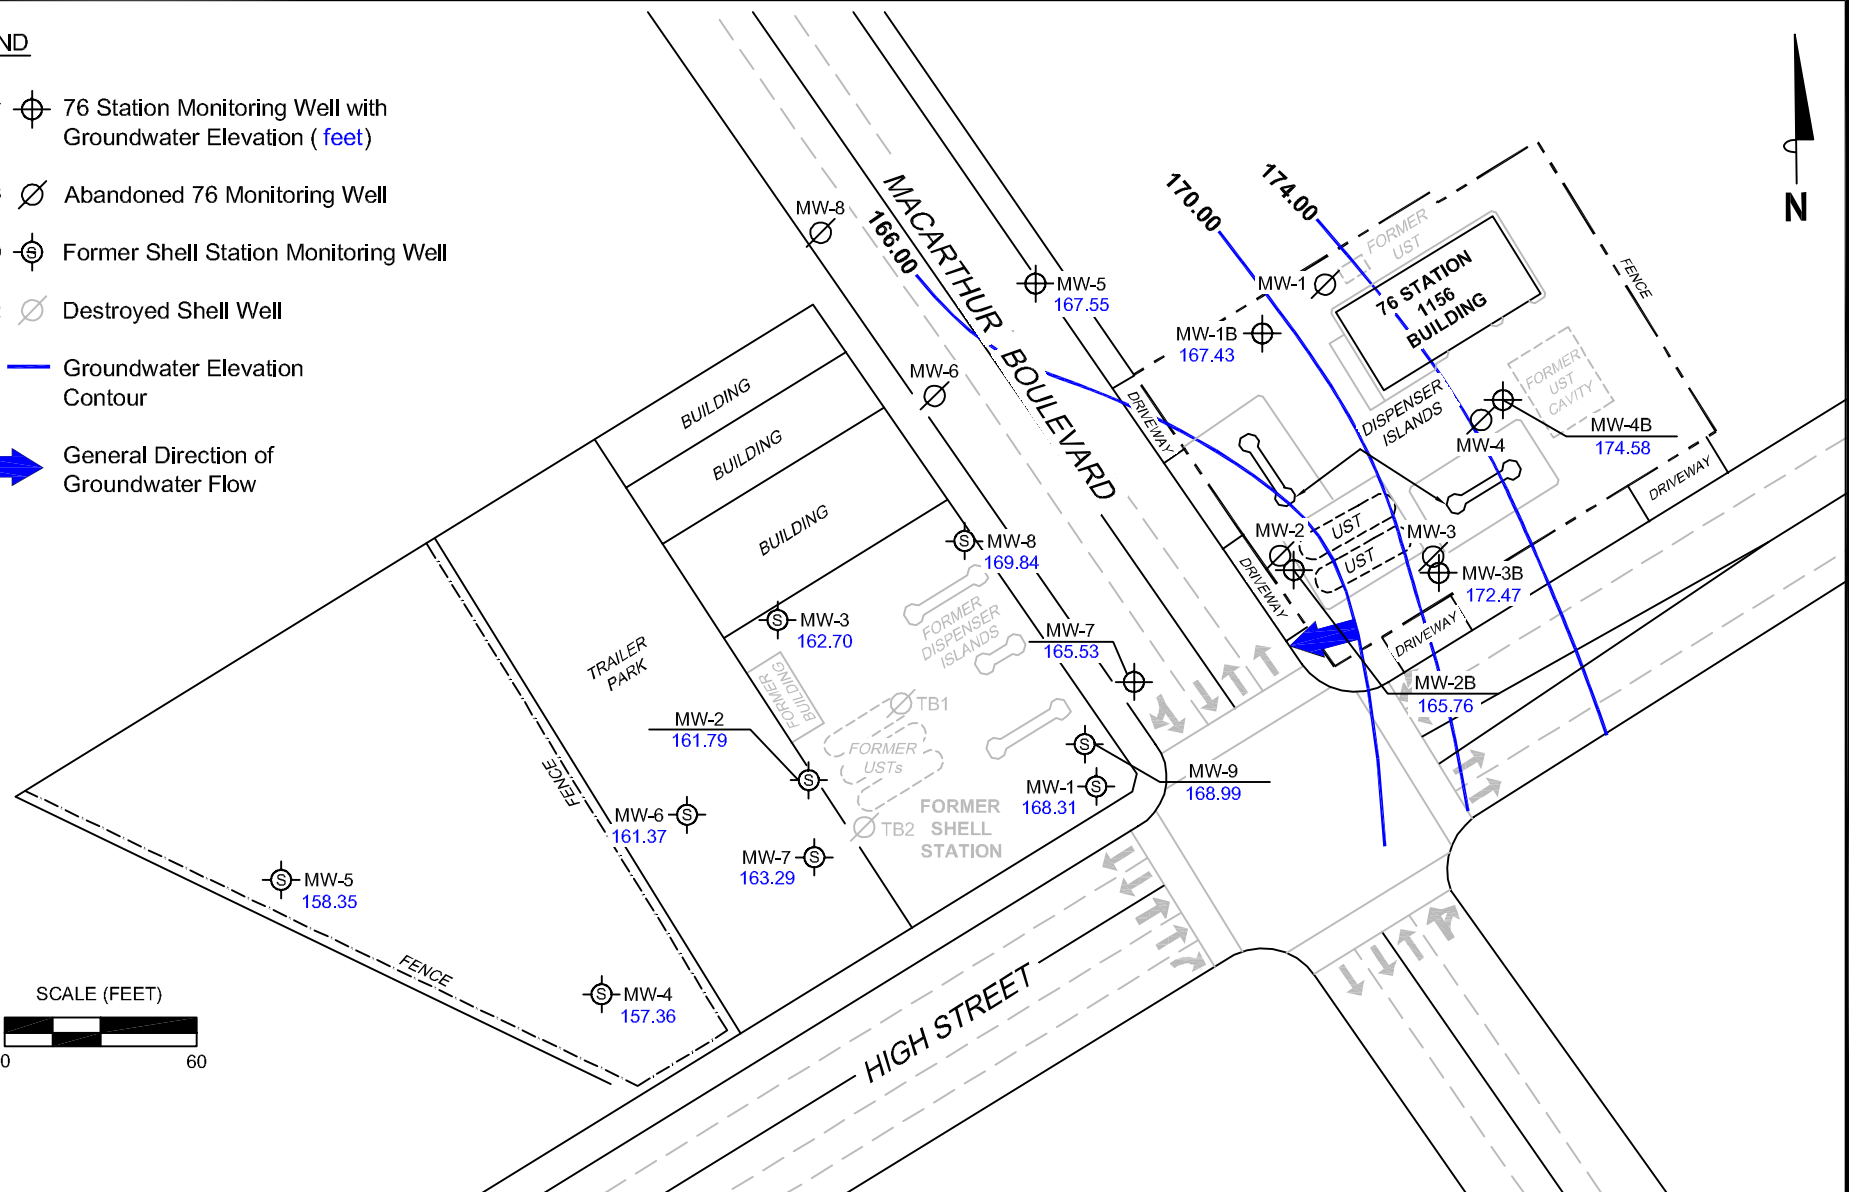 ND
76 Station Monitoring Well with
Groundwater Elevation ( feet)
Abandoned 76 Monitoring Well
S
Former Shell Station Monitoring Well
Destroyed Shell Well
Groundwater Elevation
Contour
General Direction of
Groundwater Flow
N
MACARTHUR BOULEVARD
166.00
170.00
174.00
MW-8
MW-5
167.55
MW-6
MW-1
MW-1B
167.43
FORMER
UST
76 STATION
1156
BUILDING
FENCE
FORMER
UST
CAVITY
DISPENSER
ISLANDS
MW-4B
174.58
MW-4
DRIVEWAY
DRIVEWAY
MW-2
UST
UST
MW-3
MW-3B
172.47
DRIVEWAY
DRIVEWAY
MW-2B
165.76
BUILDING
BUILDING
BUILDING
S
MW-8
169.84
S
MW-3
162.70
FORMER
DISPENSER
ISLANDS
MW-7
165.53
TRAILER
PARK
FORMER
BUILDING
TB1
MW-2
161.79
S
FORMER
USTs
S
MW-9
168.99
MW-1
S
168.31
FENCE
MW-6
S
161.37
TB2
FORMER
SHELL
STATION
MW-7
S
163.29
S
MW-5
158.35
FENCE
S
MW-4
157.36
HIGH STREET
SCALE (FEET)
0
60